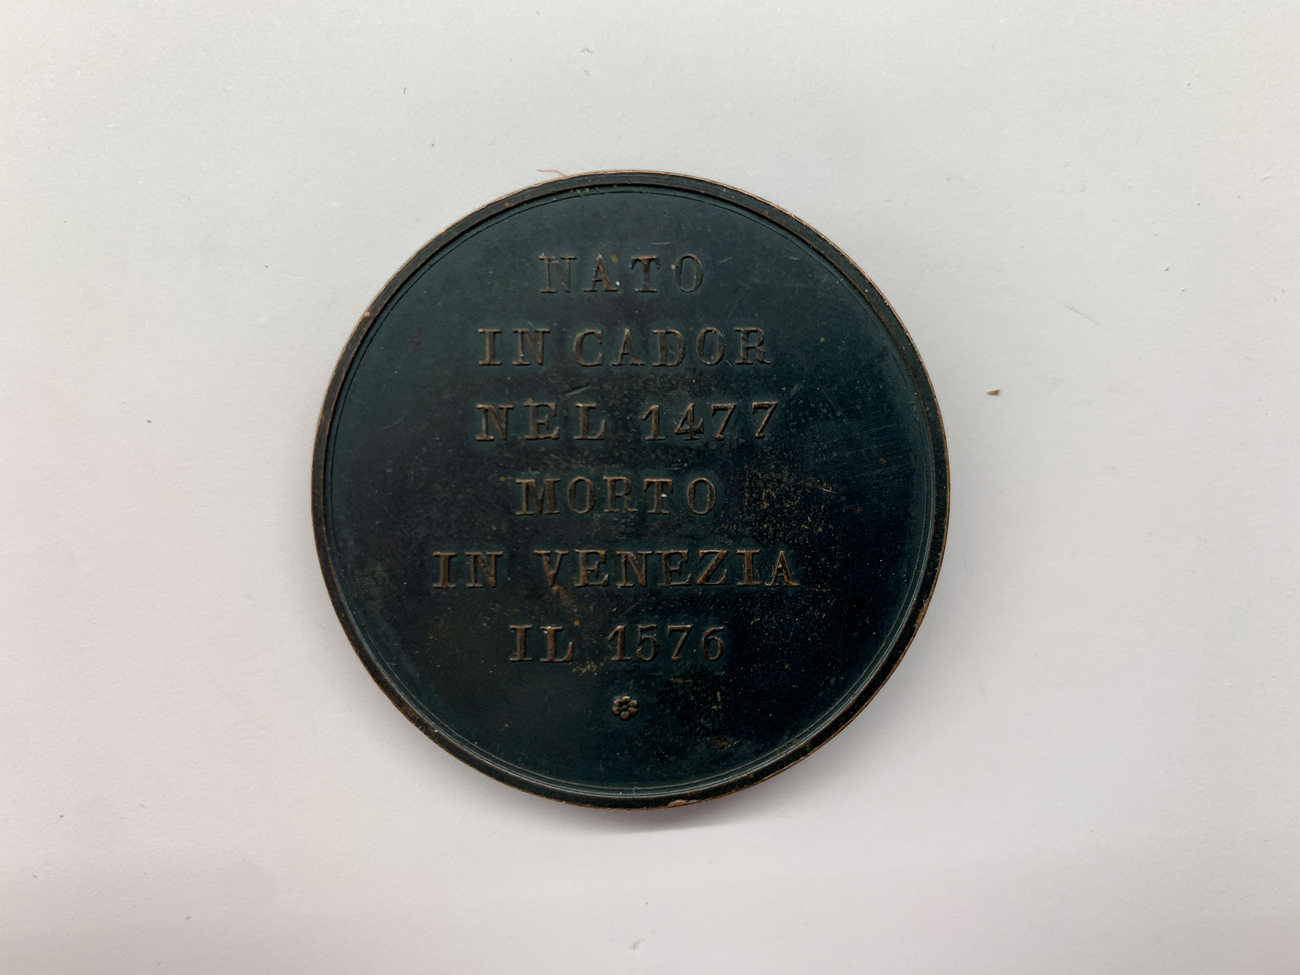 NATO
IN CADOR
NEL 1477
MORTO
IN VENEZIA
IL 1576